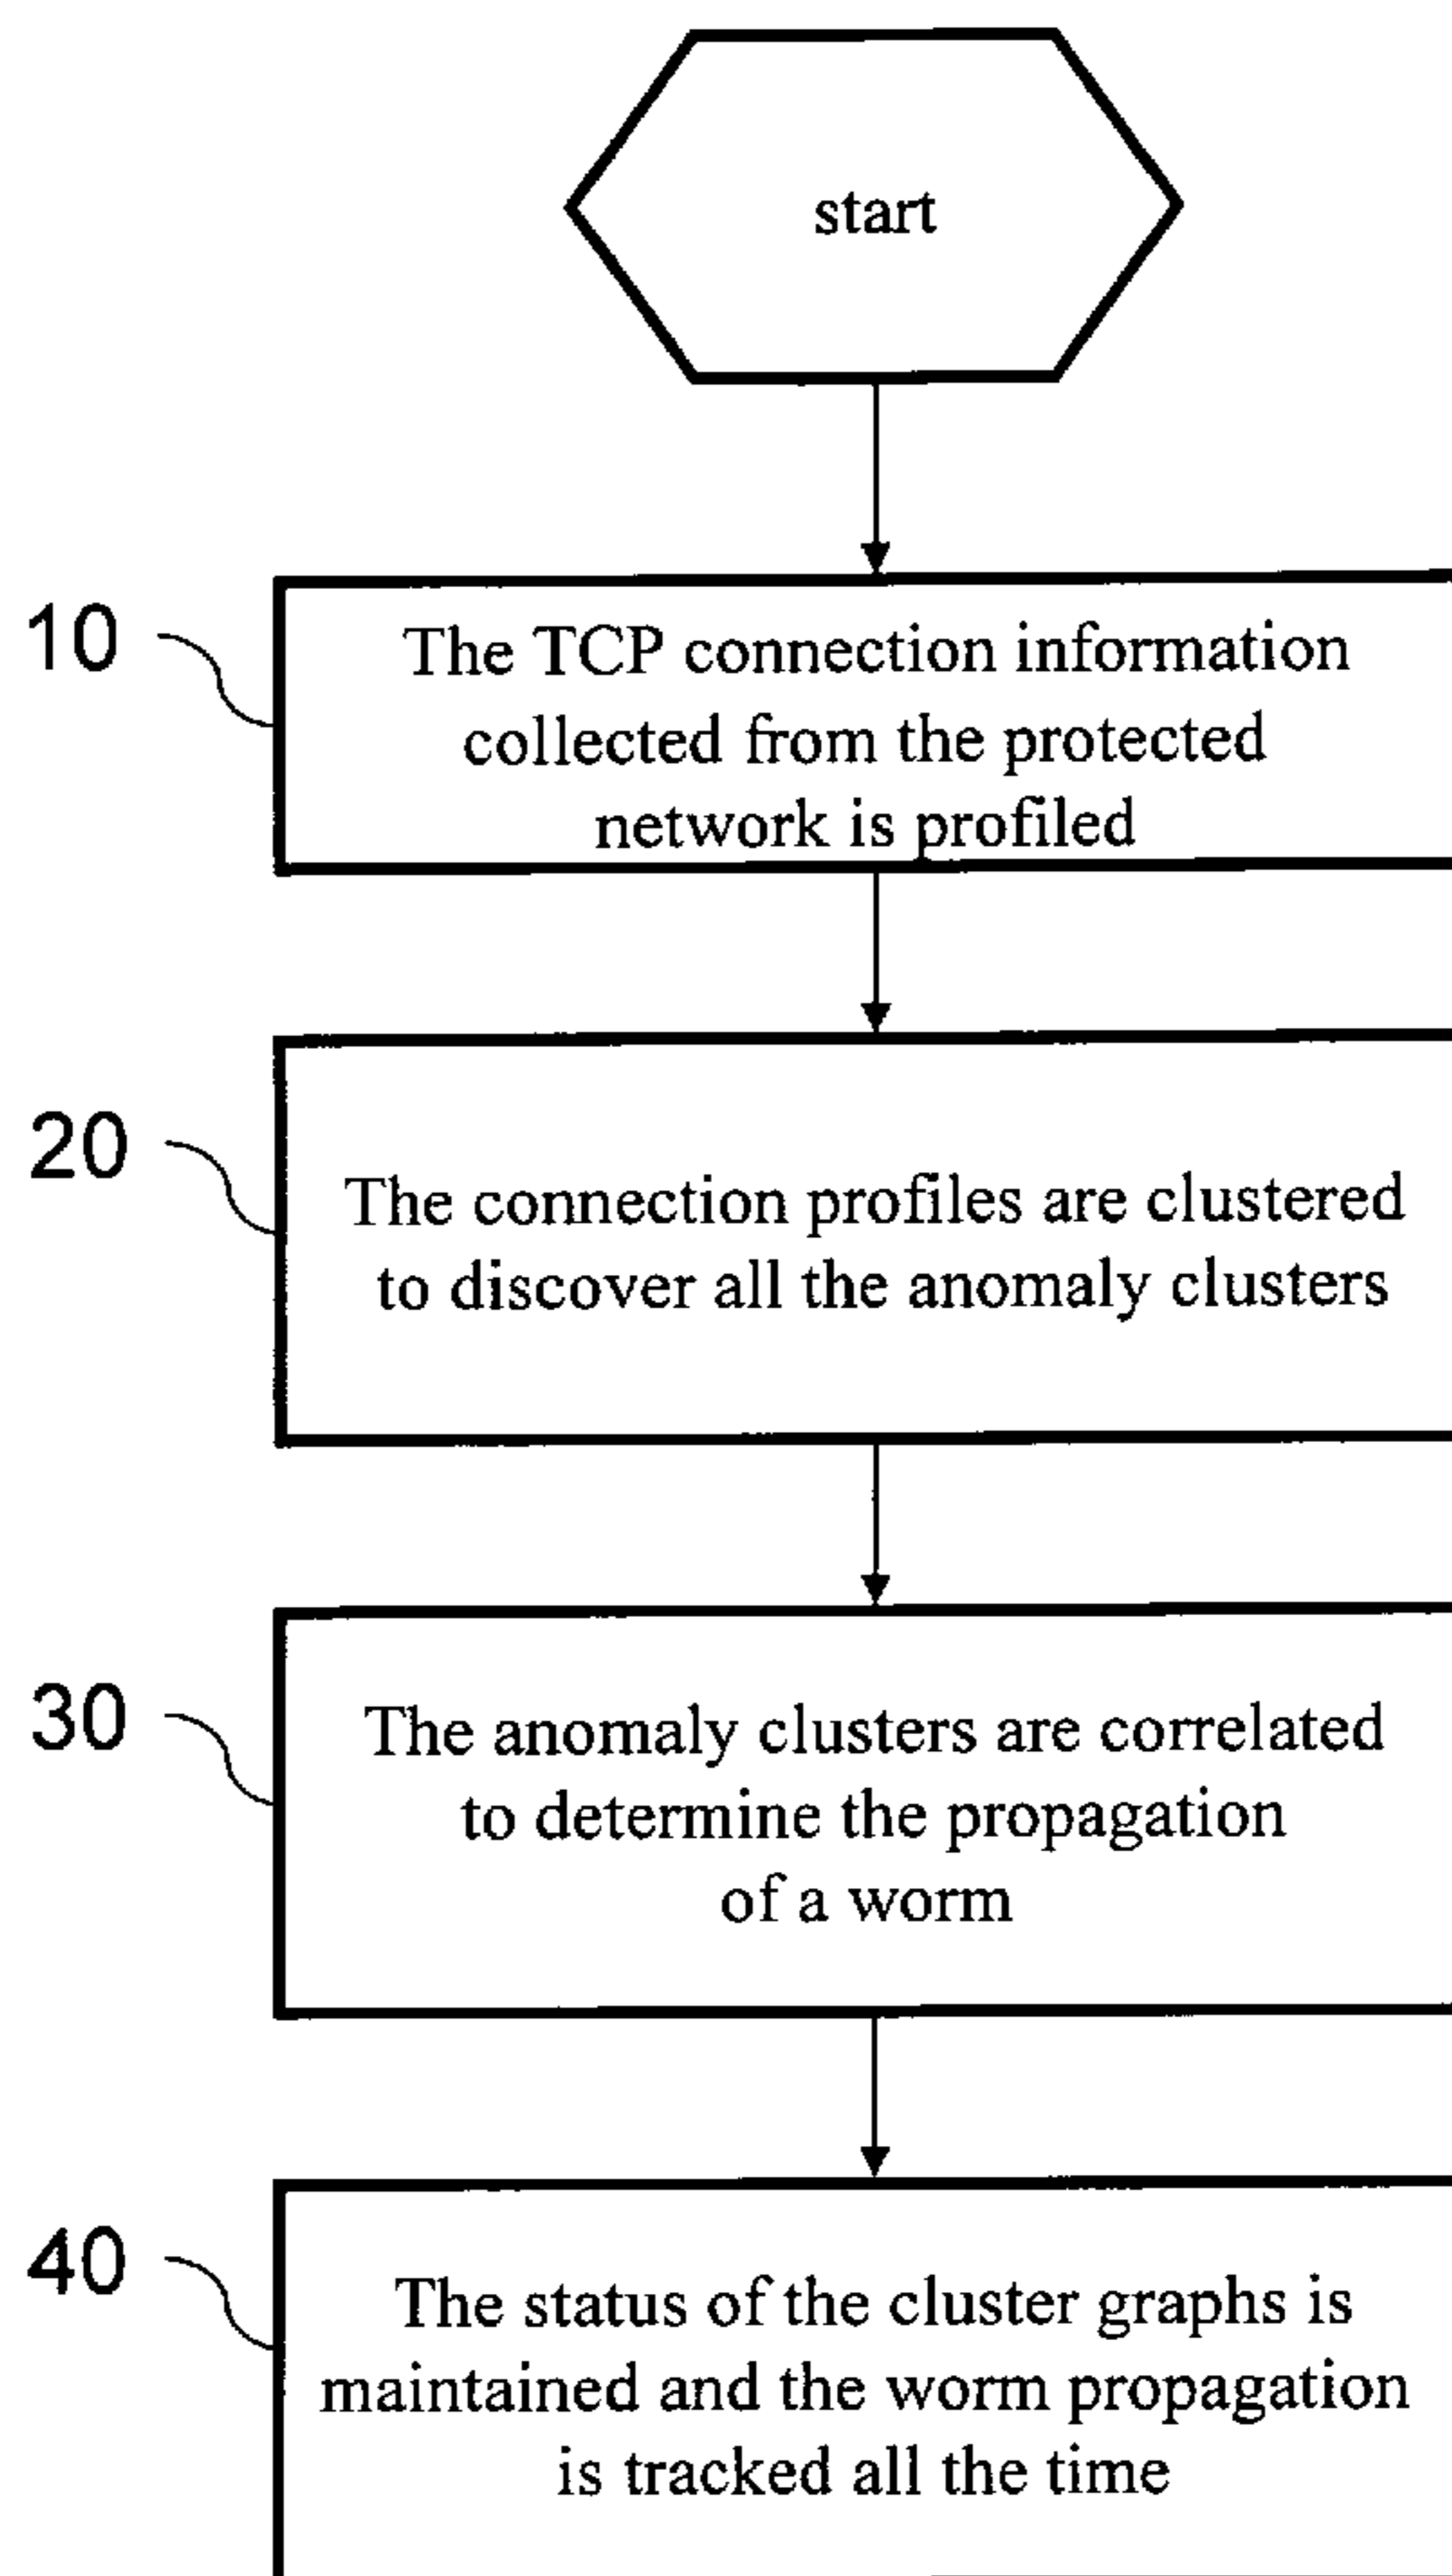 start
10
The TCP connection information
collected from the protected
network is profiled
20
The connection profiles are clustered
to discover all the anomaly clusters
30
The anomaly clusters are correlated
to determine the propagation
of a worm
40
The status of the cluster graphs is
maintained and the worm propagation
is tracked all the time